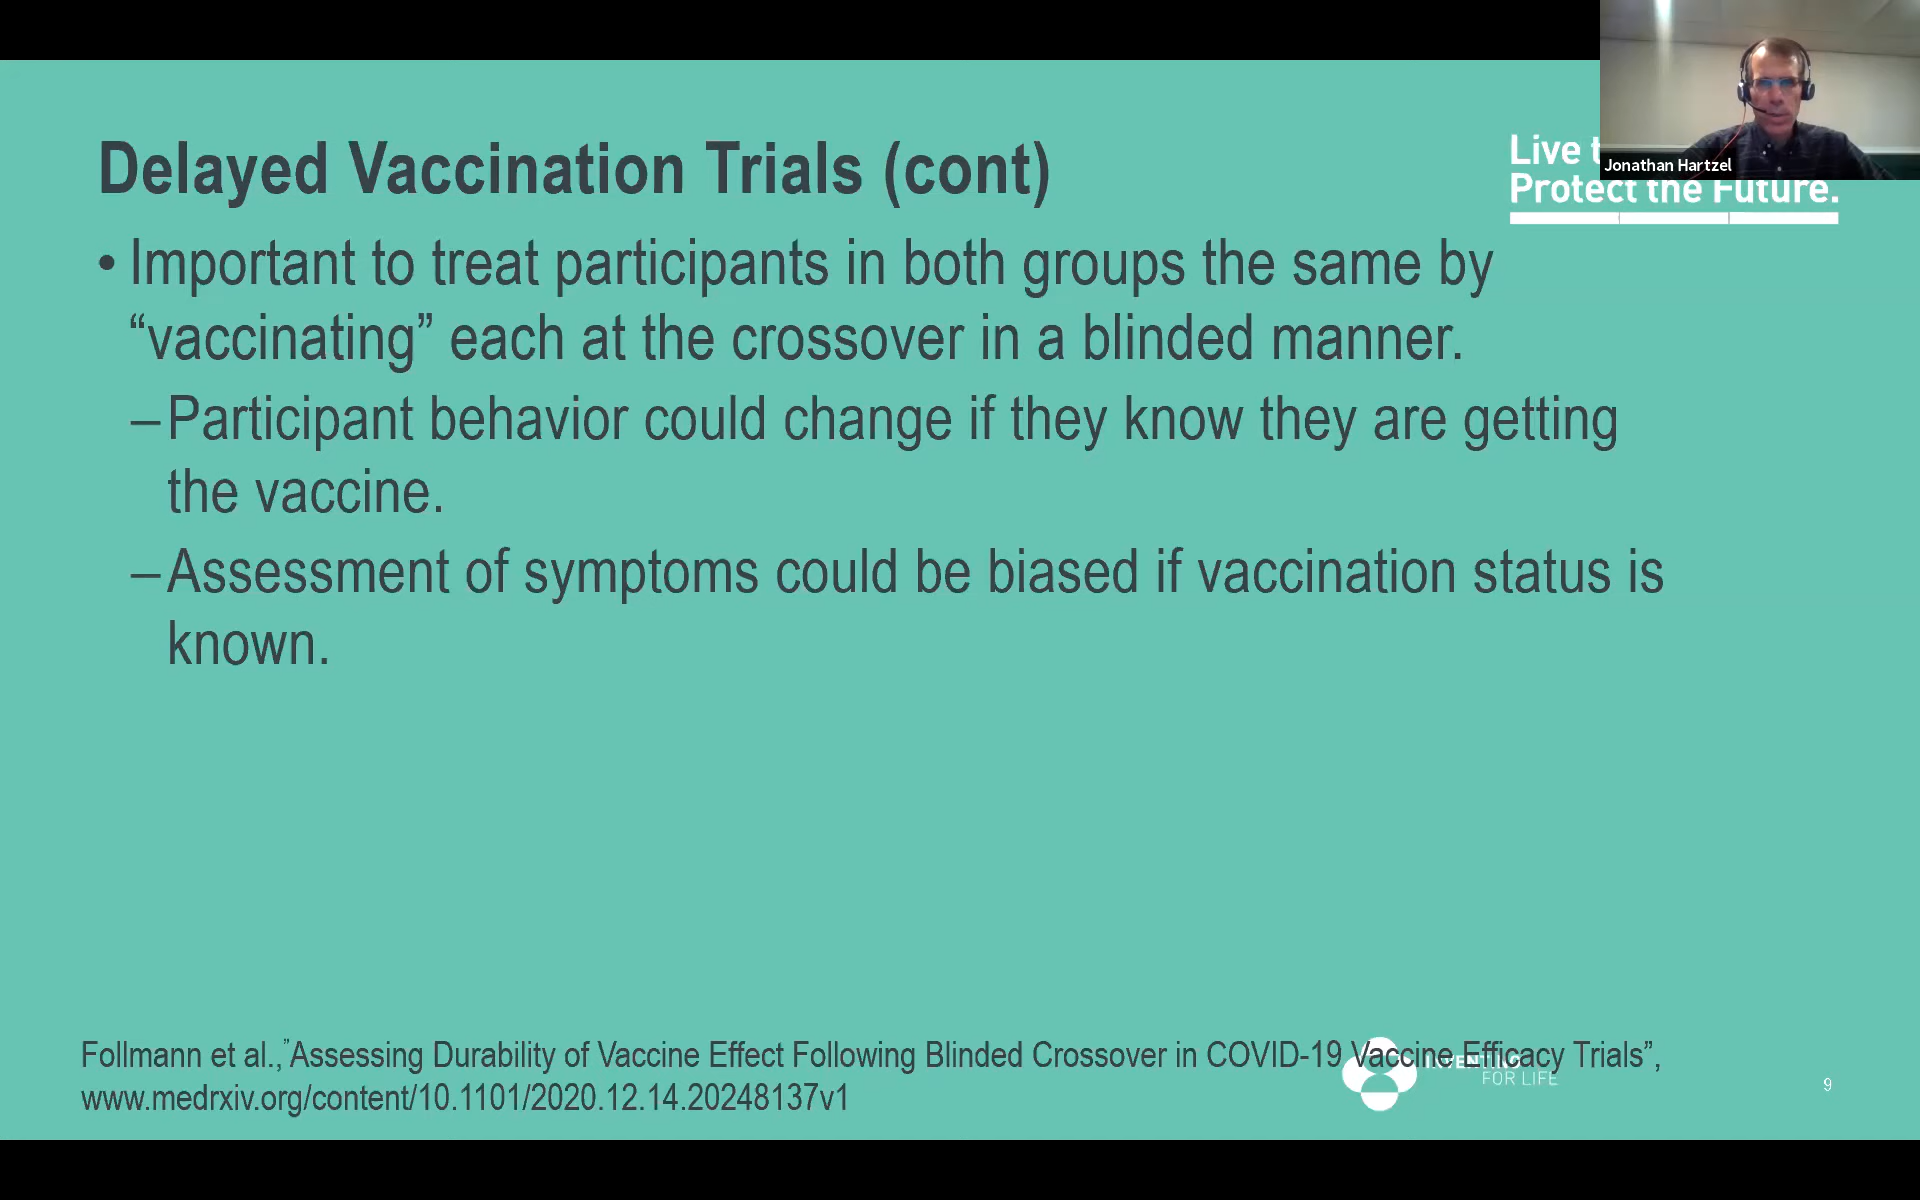 Delayed Vaccination Trials (cont)
Live
Protect the Future.
Jonathan Hartzel
• Important to treat participants in both groups the same by
“vaccinating” each at the crossover in a blinded manner.
–Participant behavior could change if they know they are getting
the vaccine.
–Assessment of symptoms could be biased if vaccination status is
known.
Follmann et al.,”Assessing Durability of Vaccine Effect Following Blinded Crossover in COVID-19 Vaccine Efficacy Trials”,
www.medrxiv.org/content/10.1101/2020.12.14.20248137v1
FOR LIFE
9